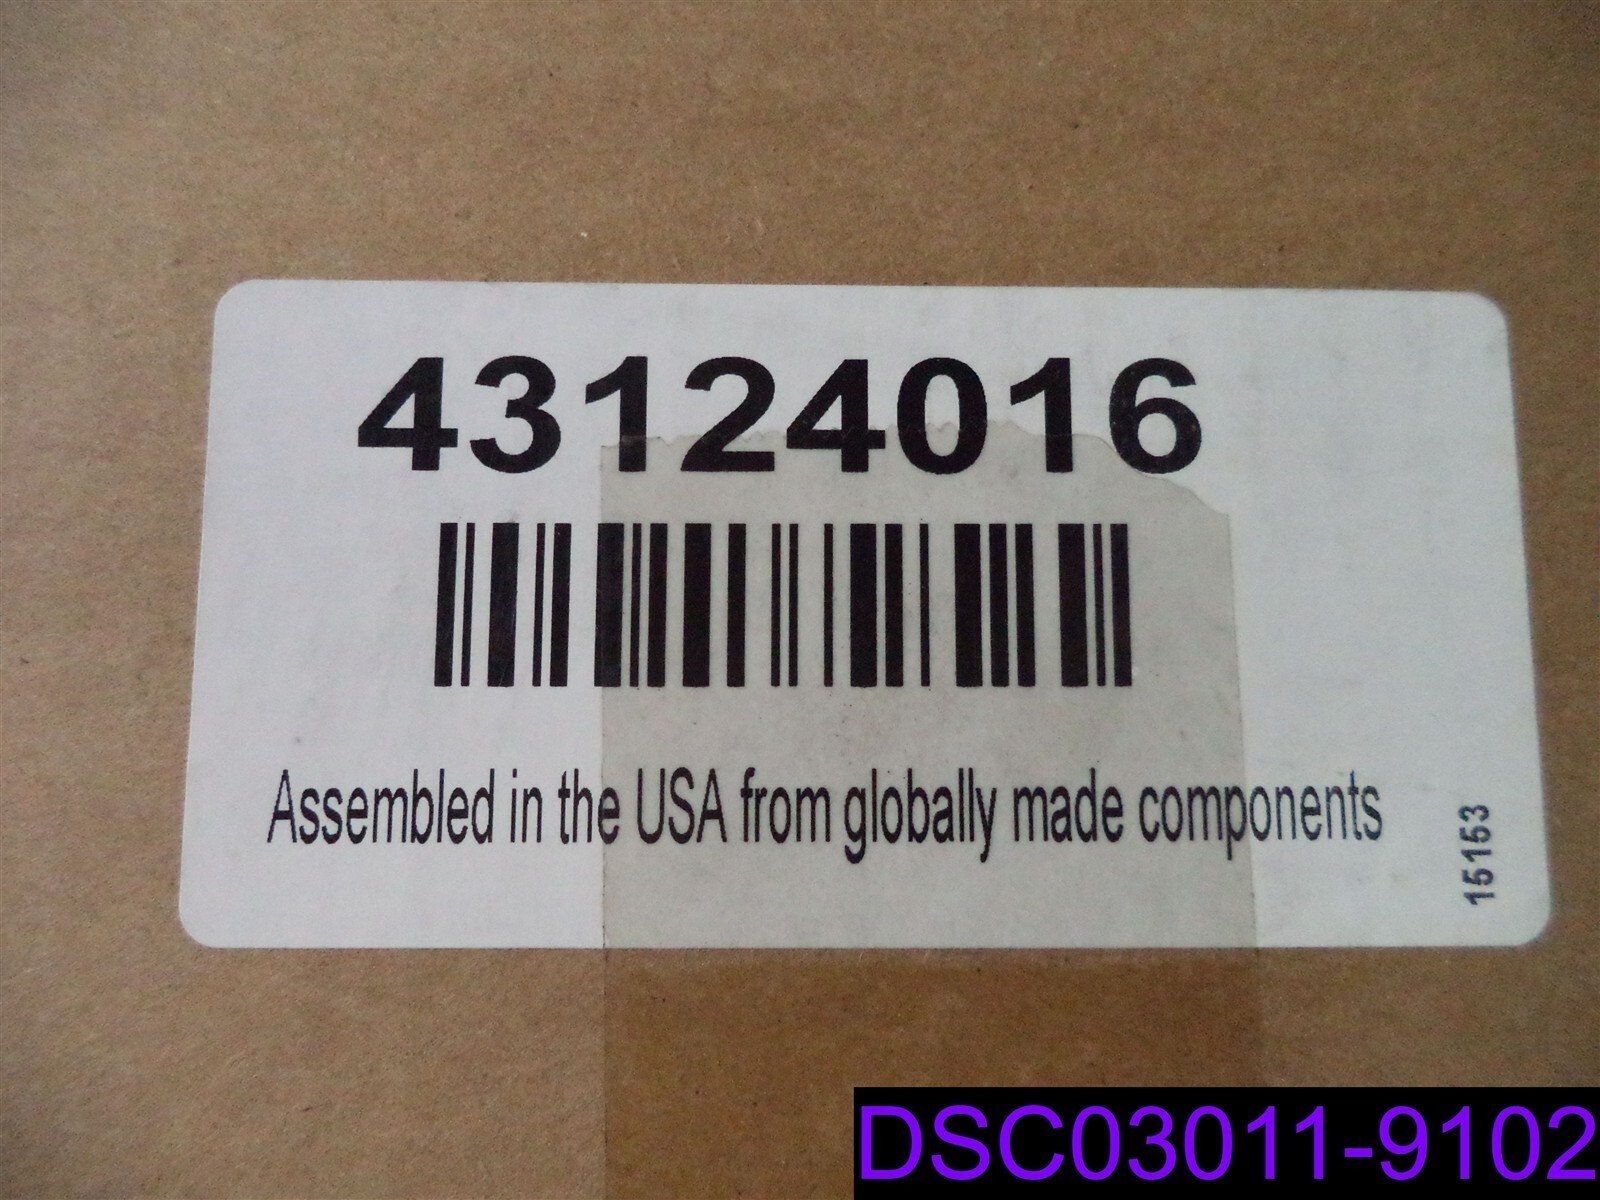 43124016
Assembled in the USA from globally made components
15153
DSC03011-9102